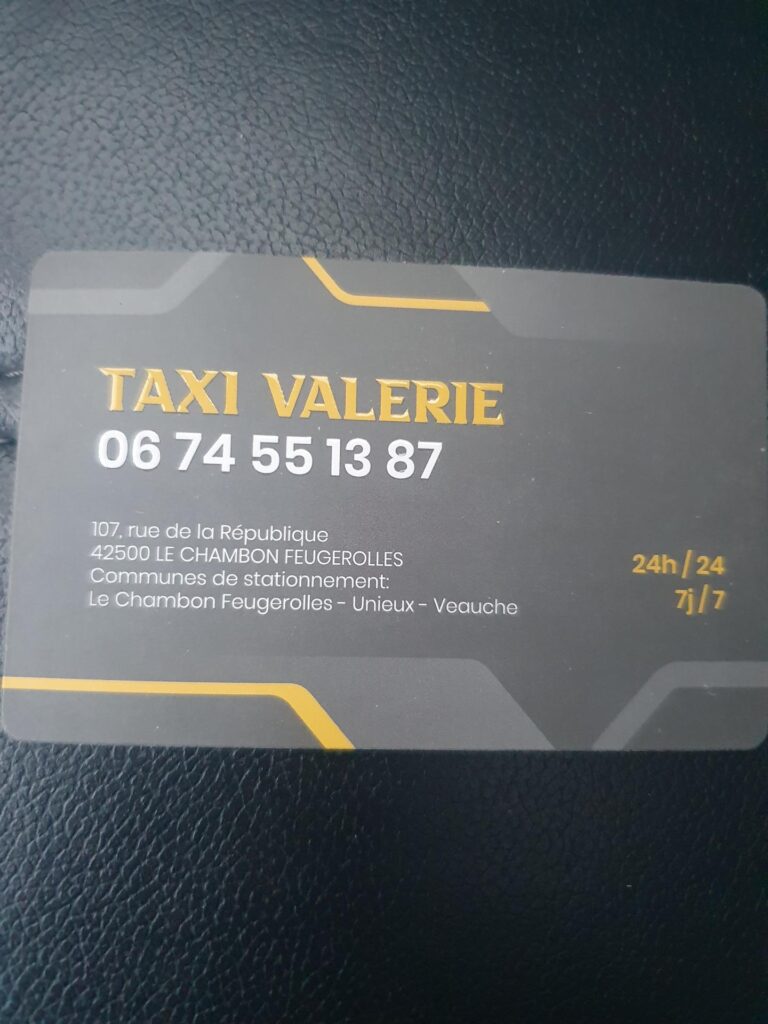 TAXI VALERIE
06 74 55 13 87
107, rue de la République
42500 LE CHAMBON FEUGEROLLES
Communes de stationnement:
Le Chambon Feugerolles - Unieux - Veauche
24h / 24
7j / 7